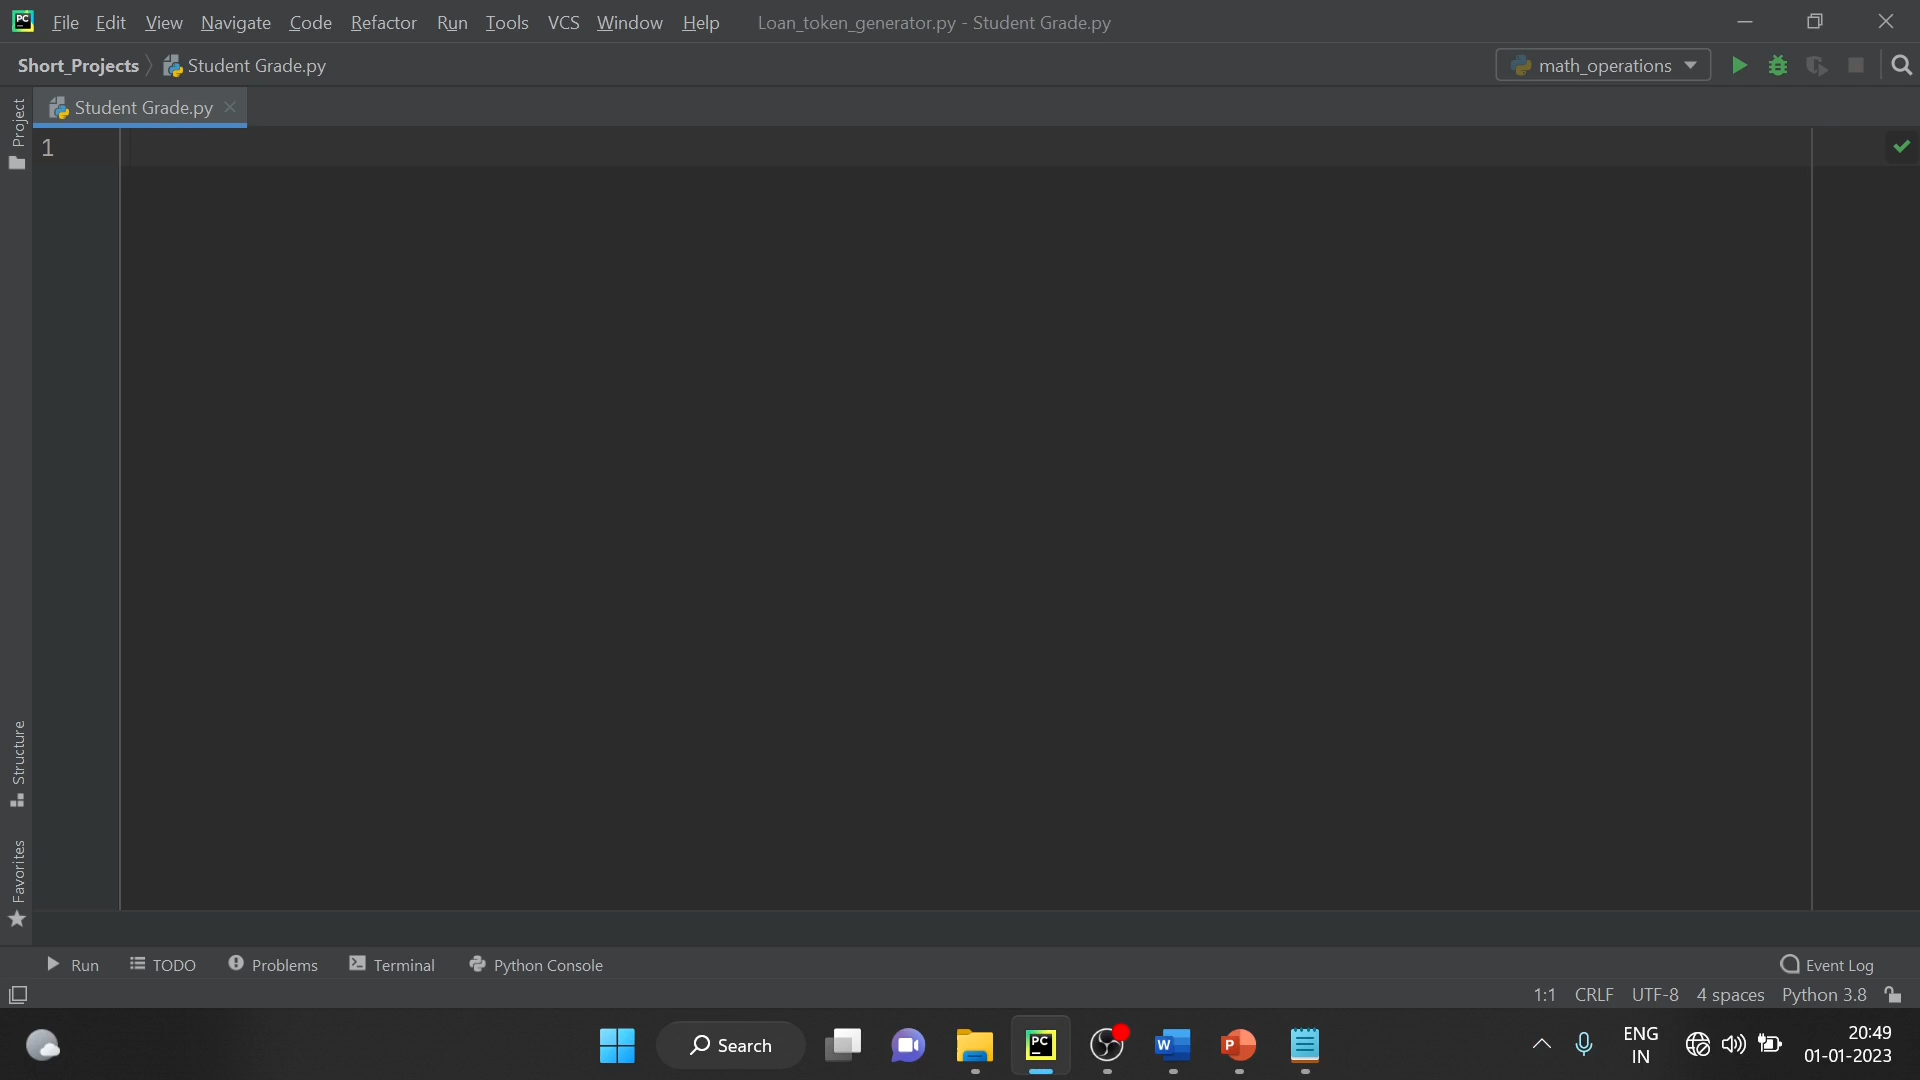 File Edit View Navigate Code Refactor Run Tools VCS Window Help Loan_token_generator.py - Student Grade.py
Short_Projects Student Grade.py math_operations
Project
Student Grade.py
1
Structure
Favorites
Run TODO Problems Terminal Python Console Event Log
1:1 CRLF UTF-8 4 spaces Python 3.8
Search
ENG
IN
20:49
01-01-2023